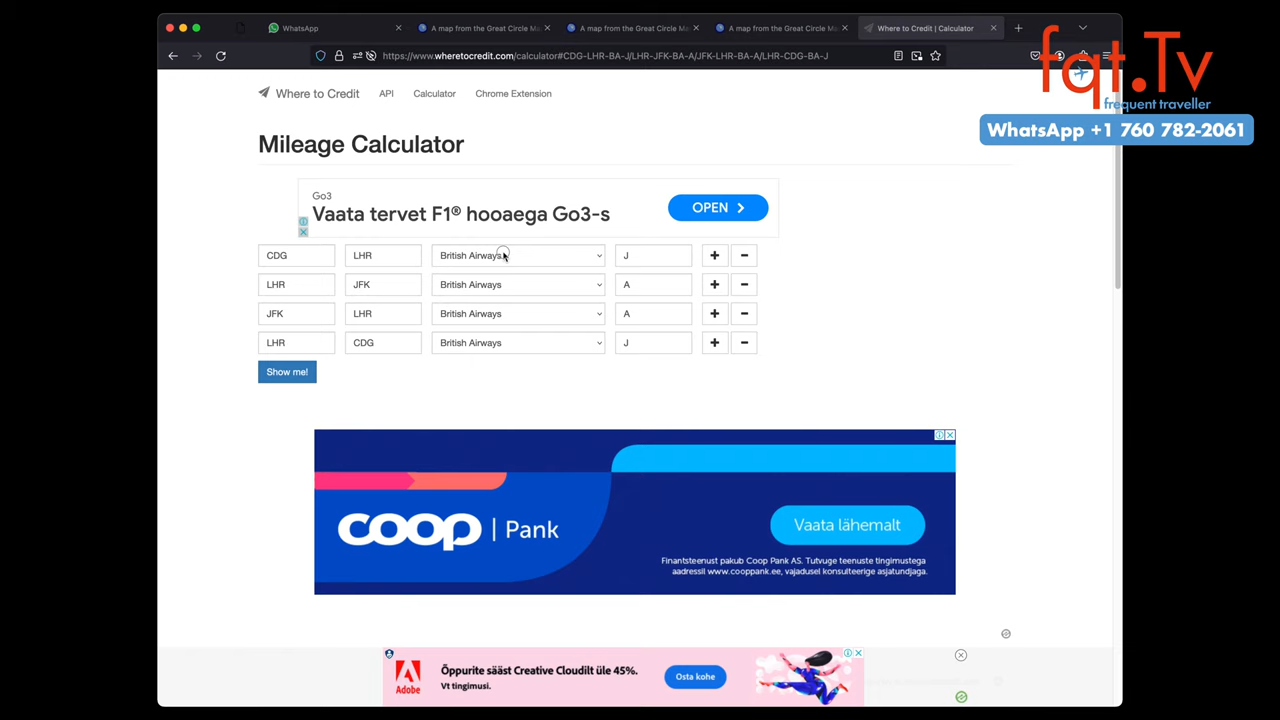 WhatsApp
A map from the Great Circle Ma
A map from the Great Circle Ma
A map from the Great Circle Ma
Where to Credit | Calculator
https://www.wheretocredit.com/calculator#CDG-LHR-BA-J/LHR-JFK-BA-A/JFK-LHR-BA-A/LHR-CDG-BA-J
fqt.Tv
frequent traveller
WhatsApp +1 760 782-2061
Where to Credit API Calculator Chrome Extension
Mileage Calculator
Go3
Vaata tervet F1® hooaega Go3-s
OPEN
CDG LHR British Airways J + −
LHR JFK British Airways A + −
JFK LHR British Airways A + −
LHR CDG British Airways J + −
Show me!
coop | Pank
Vaata lähemalt
Finantsteenust pakub Coop Pank AS. Tutvuge teenuste tingimustega
aadressil www.cooppank.ee, vajadusel konsulteerige asjatundjaga.
Adobe
Õppurite sääst Creative Cloudilt üle 45%.
Vt tingimusi.
Osta kohe